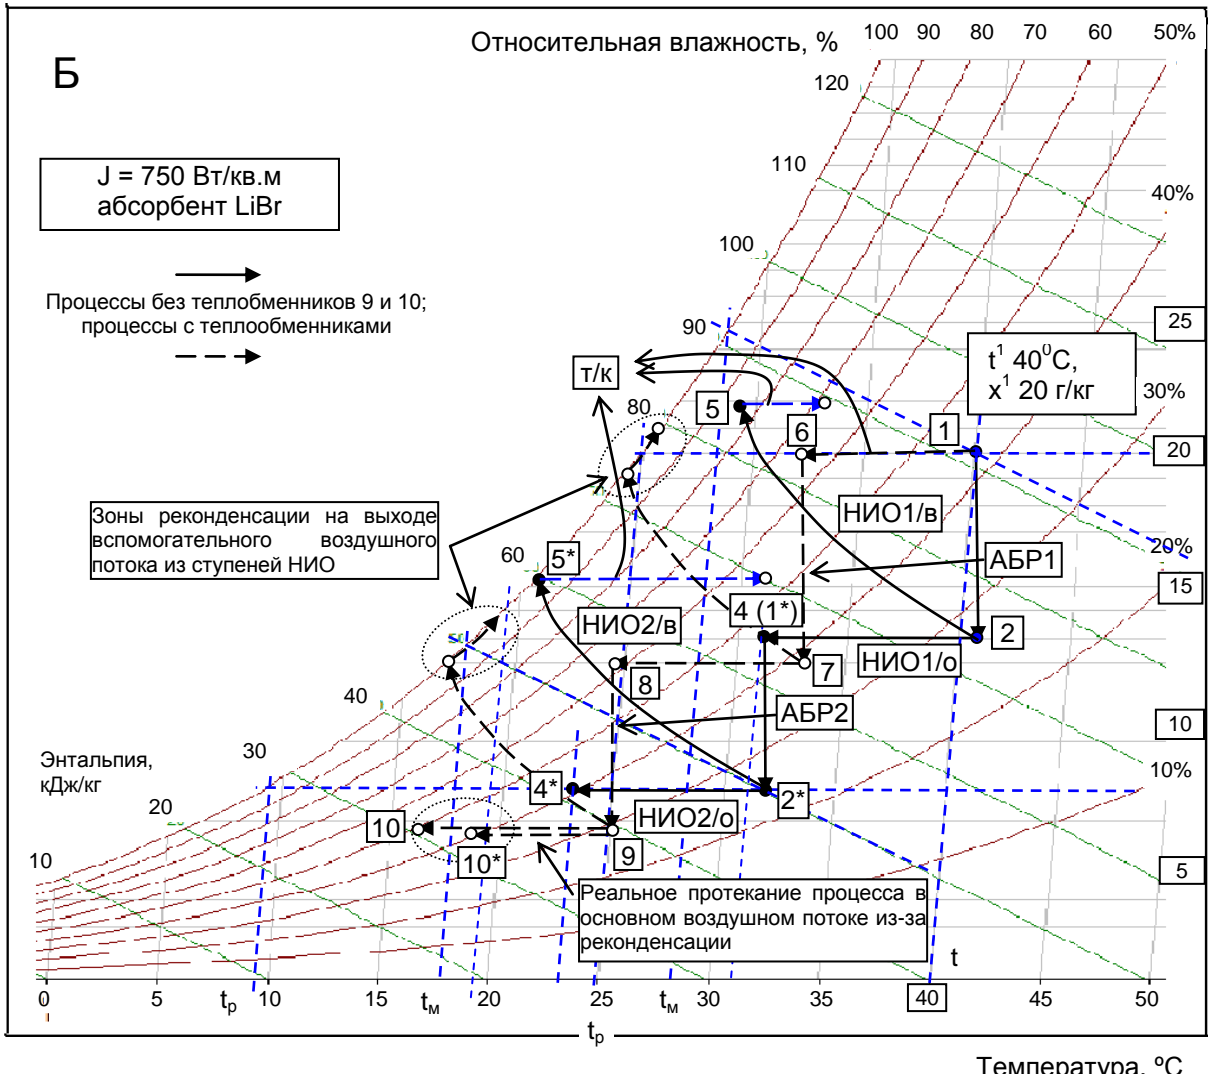 Относительная влажность, %
100 90 80 70 60 50%
Б
120
J = 750 Вт/кв.м
абсорбент LiBr
110
40%
100
Процессы без теплобменников 9 и 10;
процессы с теплообменниками
90
25
t¹ 40⁰С,
x¹ 20 г/кг
т/к
30%
80
5
6
1
20
НИО1/в
Зоны реконденсации на выходе
вспомогательного воздушного
потока из ступеней НИО
20%
60
5*
АБР1
15
4 (1*)
НИО2/в
2
50
НИО1/о
7
8
40
АБР2
10
Энтальпия,
кДж/кг
30
10%
4*
2*
20
НИО2/о
10
9
10*
10
5
Реальное протекание процесса в
основном воздушном потоке из-за
реконденсации
t
0 5 tр 10 15 tм 20 25 tм 30 35 40 45 50
tр
Температура, ºС